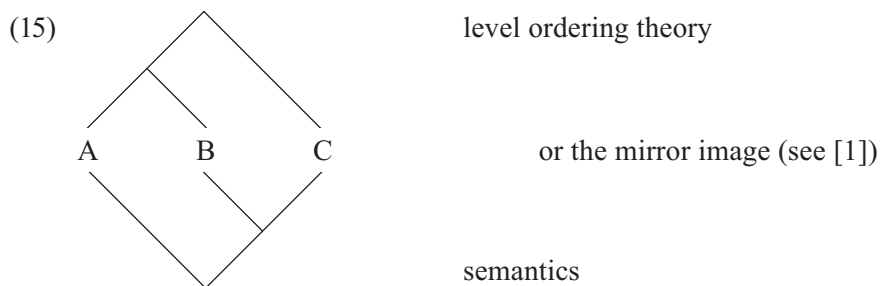 (15) level ordering theory
A B C or the mirror image (see [1])
semantics